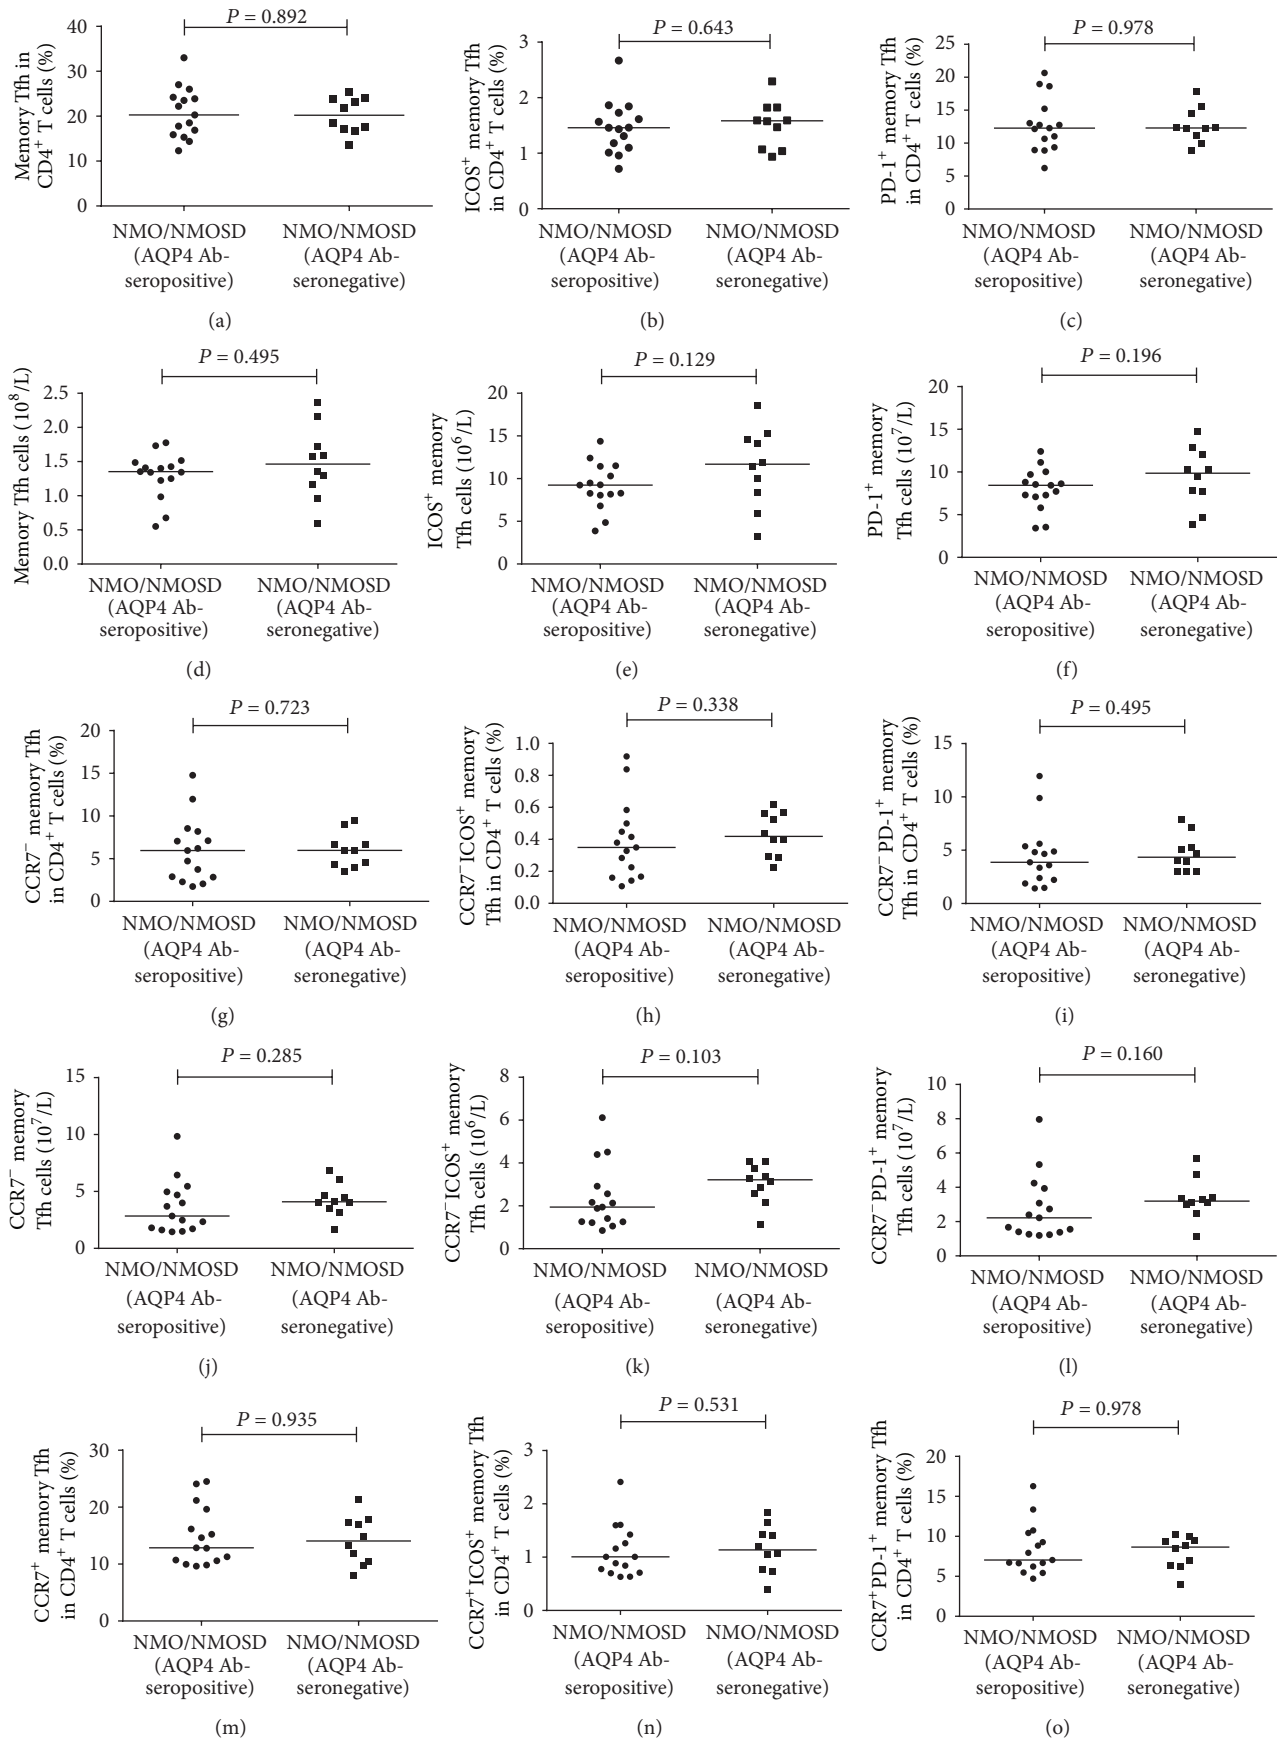 P = 0.892
Memory Tfh in
CD4+ T cells (%)
40
30
20
10
0
NMO/NMOSD
(AQP4 Ab-
seropositive)
NMO/NMOSD
(AQP4 Ab-
seronegative)
(a)
P = 0.643
ICOS+ memory Tfh
in CD4+ T cells (%)
3
2
1
0
NMO/NMOSD
(AQP4 Ab-
seropositive)
NMO/NMOSD
(AQP4 Ab-
seronegative)
(b)
P = 0.978
PD-1+ memory Tfh
in CD4+ T cells (%)
25
20
15
10
5
0
NMO/NMOSD
(AQP4 Ab-
seropositive)
NMO/NMOSD
(AQP4 Ab-
seronegative)
(c)
P = 0.495
Memory Tfh cells (10^8/L)
2.5
2.0
1.5
1.0
0.5
0.0
NMO/NMOSD
(AQP4 Ab-
seropositive)
NMO/NMOSD
(AQP4 Ab-
seronegative)
(d)
P = 0.129
ICOS+ memory
Tfh cells (10^6/L)
20
15
10
5
0
NMO/NMOSD
(AQP4 Ab-
seropositive)
NMO/NMOSD
(AQP4 Ab-
seronegative)
(e)
P = 0.196
PD-1+ memory
Tfh cells (10^7/L)
20
15
10
5
0
NMO/NMOSD
(AQP4 Ab-
seropositive)
NMO/NMOSD
(AQP4 Ab-
seronegative)
(f)
P = 0.723
CCR7− memory Tfh
in CD4+ T cells (%)
20
15
10
5
0
NMO/NMOSD
(AQP4 Ab-
seropositive)
NMO/NMOSD
(AQP4 Ab-
seronegative)
(g)
P = 0.338
CCR7−ICOS+ memory
Tfh in CD4+ T cells (%)
1.0
0.8
0.6
0.4
0.2
0.0
NMO/NMOSD
(AQP4 Ab-
seropositive)
NMO/NMOSD
(AQP4 Ab-
seronegative)
(h)
P = 0.495
CCR7−PD-1+ memory
Tfh in CD4+ T cells (%)
15
10
5
0
NMO/NMOSD
(AQP4 Ab-
seropositive)
NMO/NMOSD
(AQP4 Ab-
seronegative)
(i)
P = 0.285
CCR7− memory
Tfh cells (10^7/L)
15
10
5
0
NMO/NMOSD
(AQP4 Ab-
seropositive)
NMO/NMOSD
(AQP4 Ab-
seronegative)
(j)
P = 0.103
CCR7−ICOS+ memory
Tfh cells (10^6/L)
8
6
4
2
0
NMO/NMOSD
(AQP4 Ab-
seropositive)
NMO/NMOSD
(AQP4 Ab-
seronegative)
(k)
P = 0.160
CCR7−PD-1+ memory
Tfh cells (10^7/L)
10
8
6
4
2
0
NMO/NMOSD
(AQP4 Ab-
seropositive)
NMO/NMOSD
(AQP4 Ab-
seronegative)
(l)
P = 0.935
CCR7+ memory Tfh
in CD4+ T cells (%)
30
20
10
0
NMO/NMOSD
(AQP4 Ab-
seropositive)
NMO/NMOSD
(AQP4 Ab-
seronegative)
(m)
P = 0.531
CCR7+ICOS+ memory Tfh
in CD4+ T cells (%)
3
2
1
0
NMO/NMOSD
(AQP4 Ab-
seropositive)
NMO/NMOSD
(AQP4 Ab-
seronegative)
(n)
P = 0.978
CCR7+PD-1+ memory Tfh
in CD4+ T cells (%)
20
15
10
5
0
NMO/NMOSD
(AQP4 Ab-
seropositive)
NMO/NMOSD
(AQP4 Ab-
seronegative)
(o)